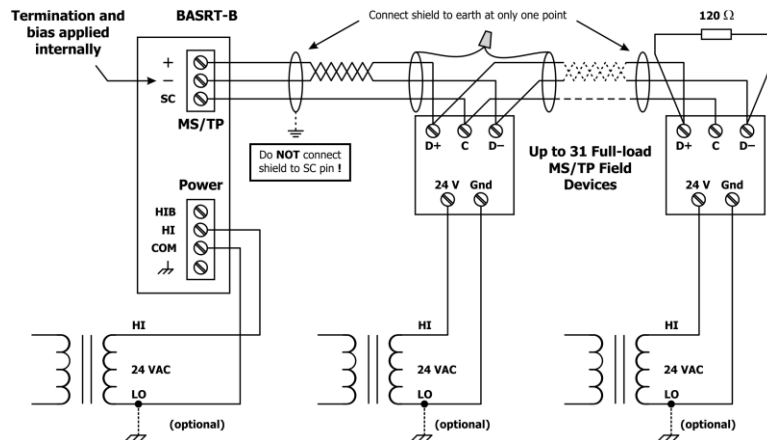 Termination and
bias applied
internally
BASRT-B
Connect shield to earth at only one point
120 Ω
+
−
SC
MS/TP
Do NOT connect
shield to SC pin !
D+ C D−
24 V Gnd
Up to 31 Full-load
MS/TP Field
Devices
D+ C D−
24 V Gnd
Power
HIB
HI
COM
HI
24 VAC
LO
(optional)
HI
24 VAC
LO
(optional)
HI
24 VAC
LO
(optional)